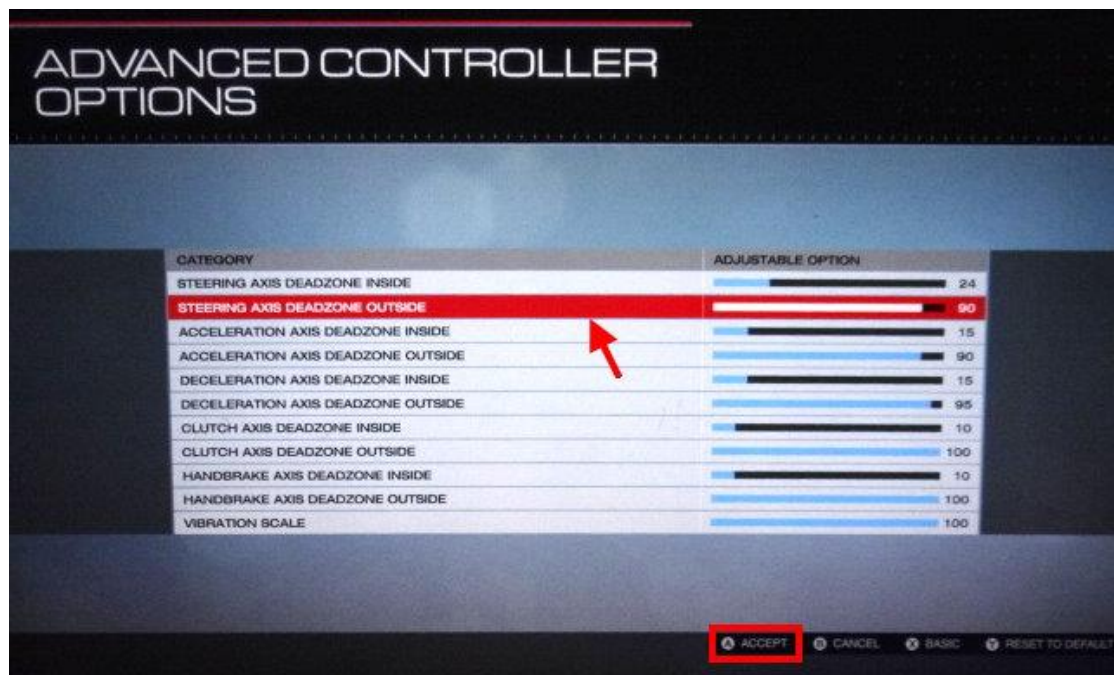 ADVANCED CONTROLLER
OPTIONS
CATEGORY ADJUSTABLE OPTION
STEERING AXIS DEADZONE INSIDE 24
STEERING AXIS DEADZONE OUTSIDE 90
ACCELERATION AXIS DEADZONE INSIDE 15
ACCELERATION AXIS DEADZONE OUTSIDE 90
DECELERATION AXIS DEADZONE INSIDE 15
DECELERATION AXIS DEADZONE OUTSIDE 95
CLUTCH AXIS DEADZONE INSIDE 10
CLUTCH AXIS DEADZONE OUTSIDE 100
HANDBRAKE AXIS DEADZONE INSIDE 10
HANDBRAKE AXIS DEADZONE OUTSIDE 100
VIBRATION SCALE 100
A ACCEPT B CANCEL X BASIC Y RESET TO DEFAULT